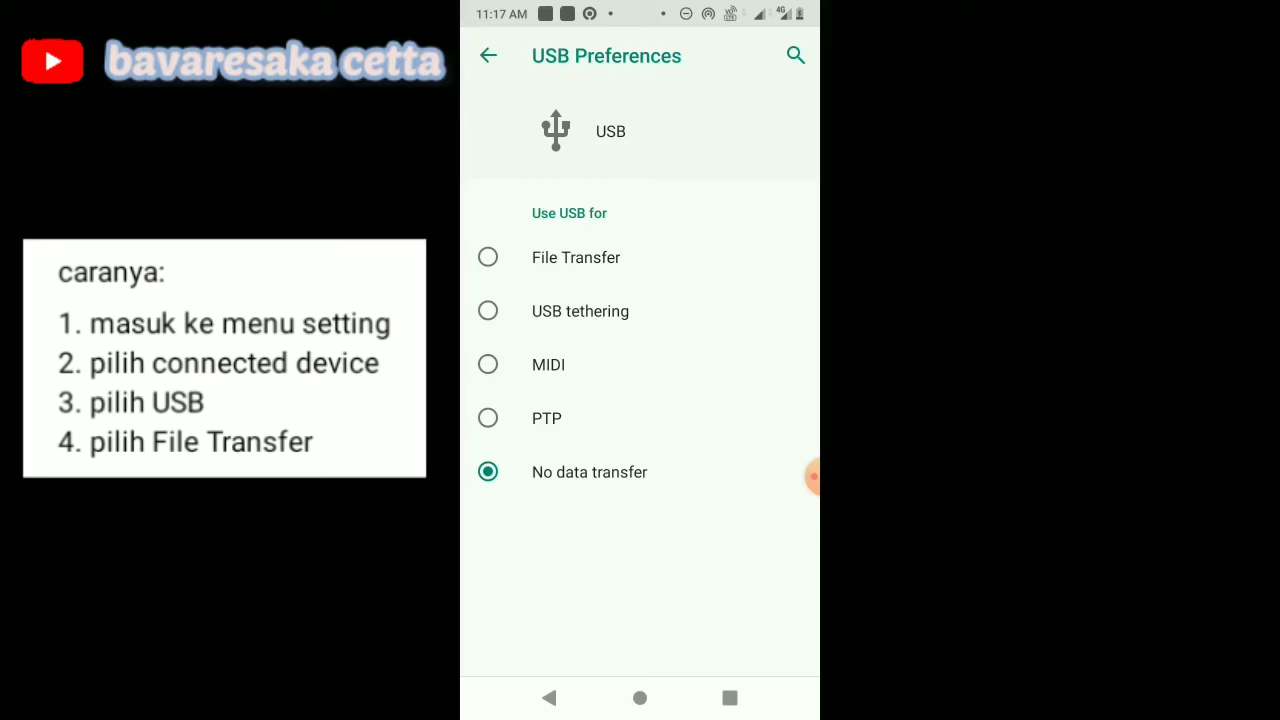 bavaresaka cetta
caranya:
1. masuk ke menu setting
2. pilih connected device
3. pilih USB
4. pilih File Transfer
11:17 AM
4G
USB Preferences
USB
Use USB for
File Transfer
USB tethering
MIDI
PTP
No data transfer